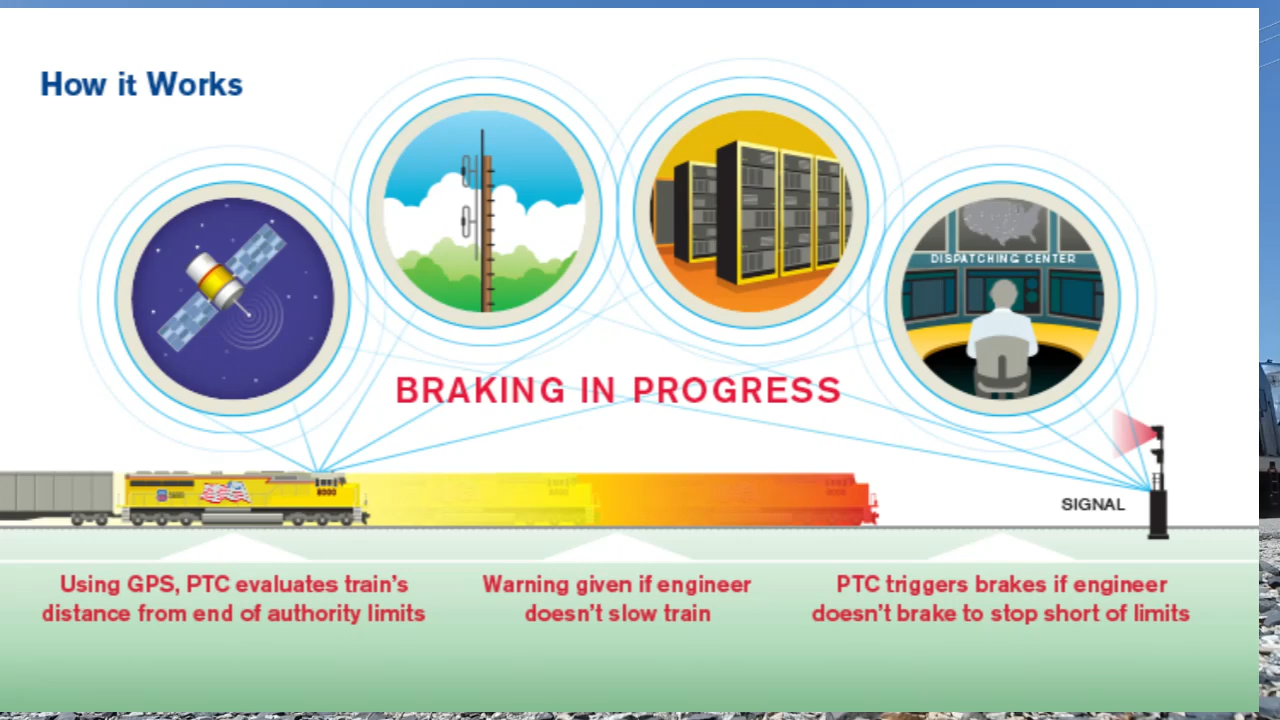 How it Works
DISPATCHING CENTER
BRAKING IN PROGRESS
SIGNAL
Using GPS, PTC evaluates train's
distance from end of authority limits
Warning given if engineer
doesn't slow train
PTC triggers brakes if engineer
doesn't brake to stop short of limits